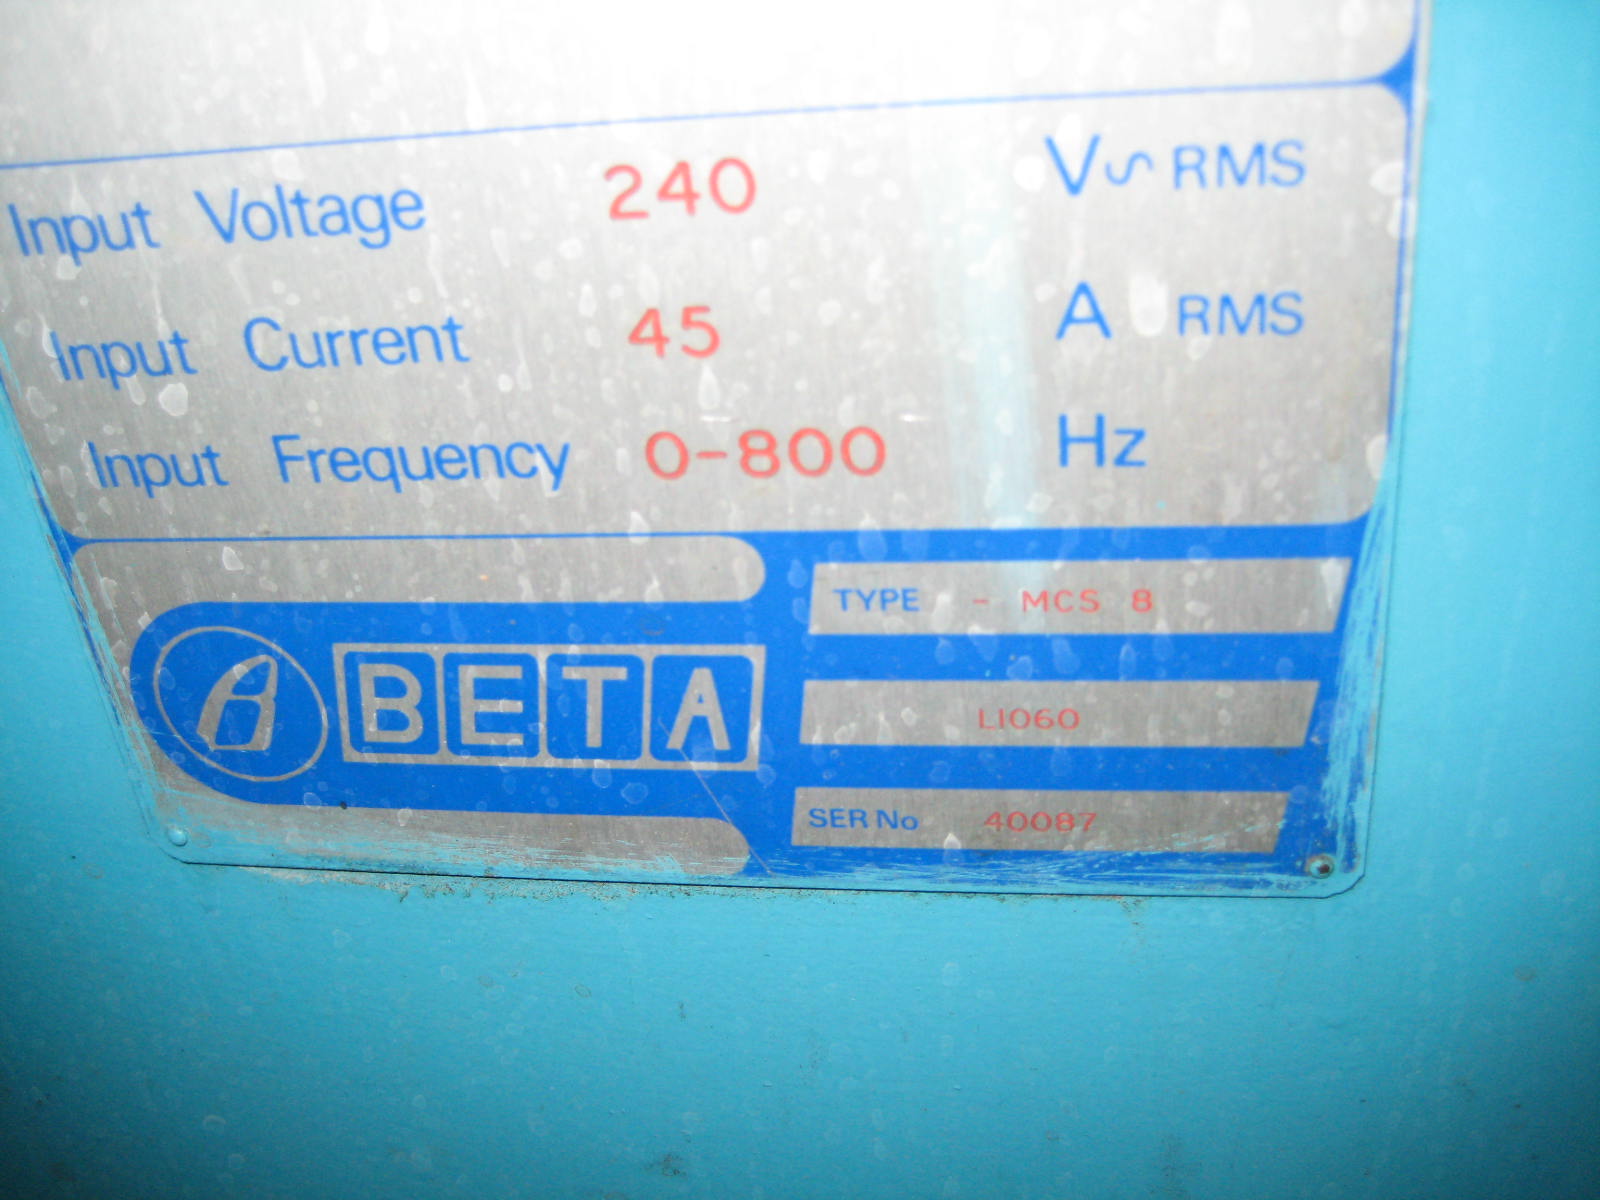 Input Voltage 240 V∿ RMS
Input Current 45 A RMS
Input Frequency 0-800 Hz
BETA
TYPE - MCS 8
L1060
SER No 40087